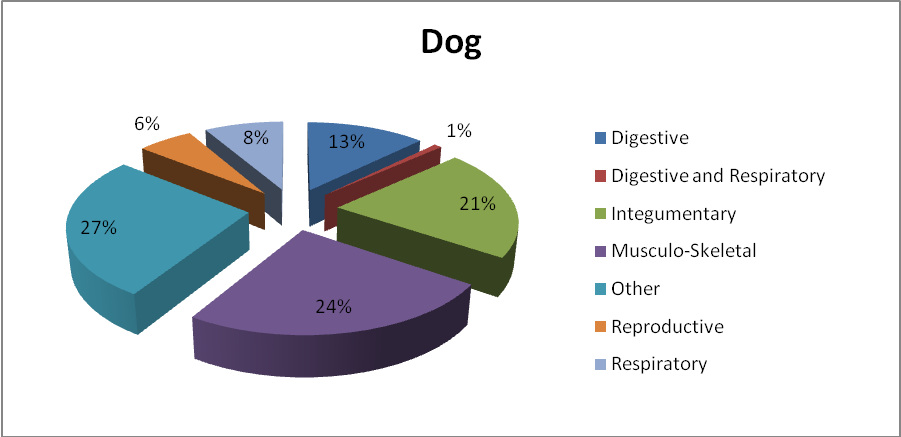 Dog
6%
8%
13%
1%
21%
27%
24%
Digestive
Digestive and Respiratory
Integumentary
Musculo-Skeletal
Other
Reproductive
Respiratory